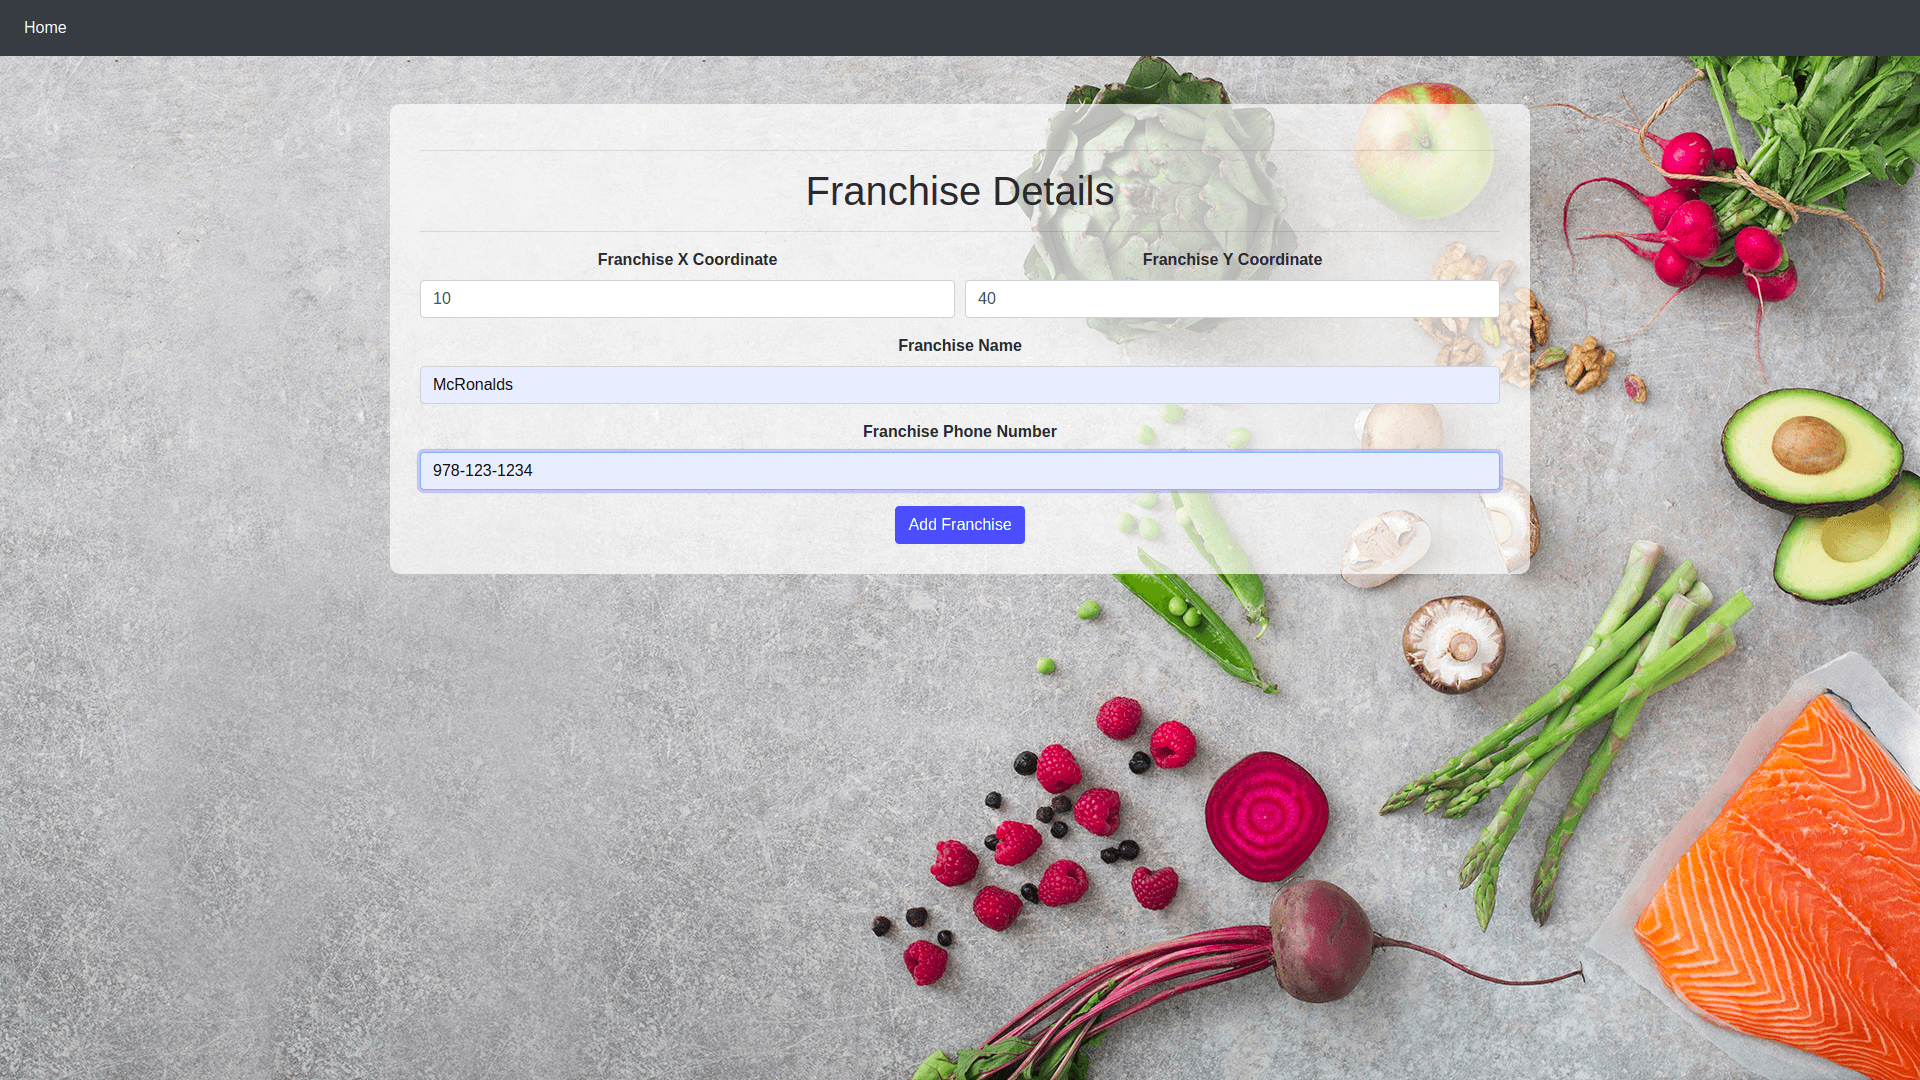 Home
Franchise Details
Franchise X Coordinate
Franchise Y Coordinate
10
40
Franchise Name
McRonalds
Franchise Phone Number
978-123-1234
Add Franchise